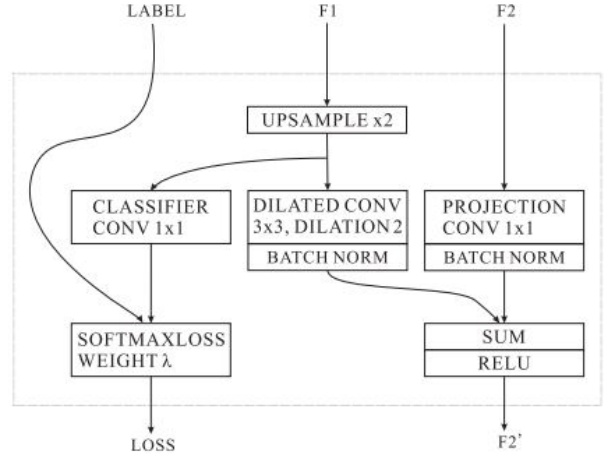 LABEL
F1
F2
UPSAMPLE x2
CLASSIFIER
CONV 1x1
DILATED CONV
3x3, DILATION 2
BATCH NORM
PROJECTION
CONV 1x1
BATCH NORM
SOFTMAXLOSS
WEIGHT λ
SUM
RELU
LOSS
F2'